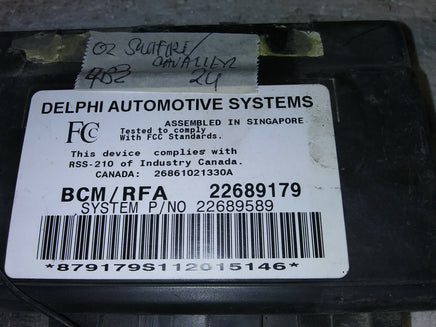 02 SUNFIRE/
CAVALIER
402 24
DELPHI AUTOMOTIVE SYSTEMS
ASSEMBLED IN SINGAPORE
FC Tested to comply
With FCC Standards.
This device complies with
RSS-210 of Industry Canada.
CANADA: 26861021330A
BCM/RFA 22689179
SYSTEM P/NO 22689589
*879179S112015146*